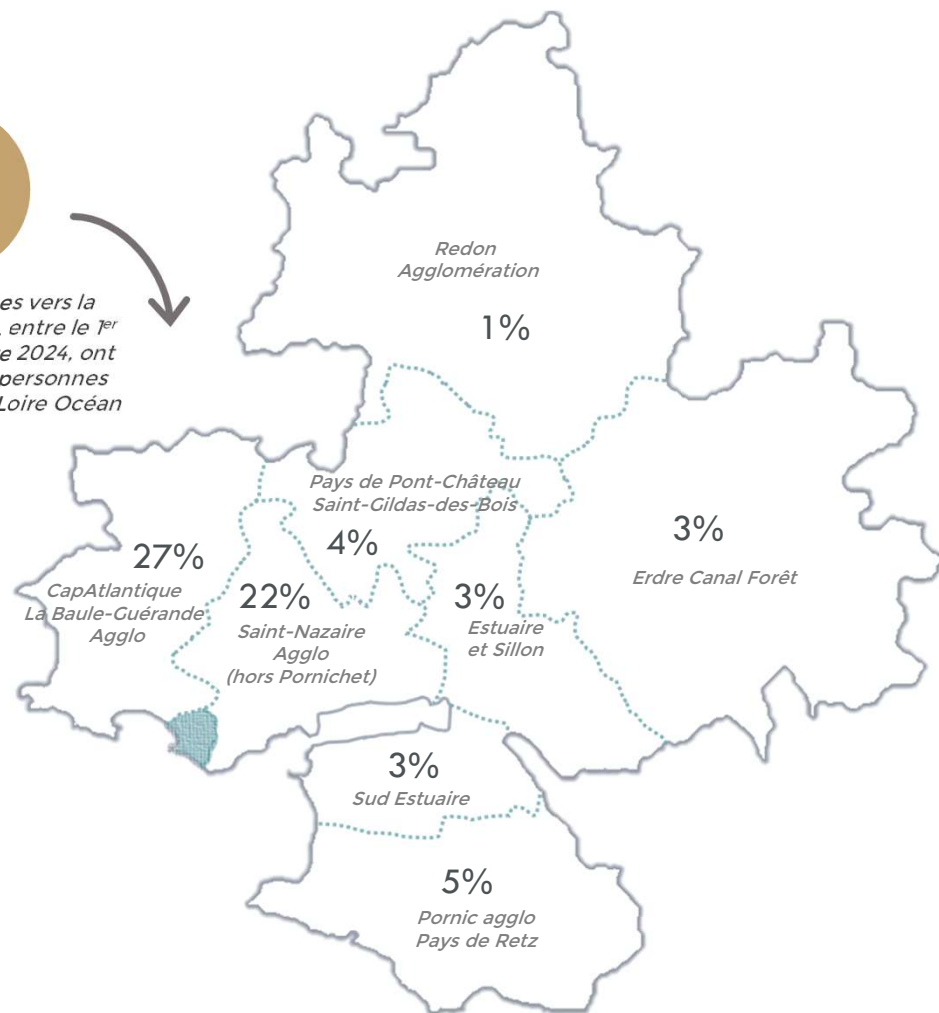 es vers la
, entre le 1er
e 2024, ont
personnes
Loire Océan
Redon
Agglomération
1%
Pays de Pont-Château
Saint-Gildas-des-Bois
4%
27%
CapAtlantique
La Baule-Guérande
Agglo
22%
Saint-Nazaire
Agglo
(hors Pornichet)
3%
Estuaire
et Sillon
3%
Erdre Canal Forêt
3%
Sud Estuaire
5%
Pornic agglo
Pays de Retz